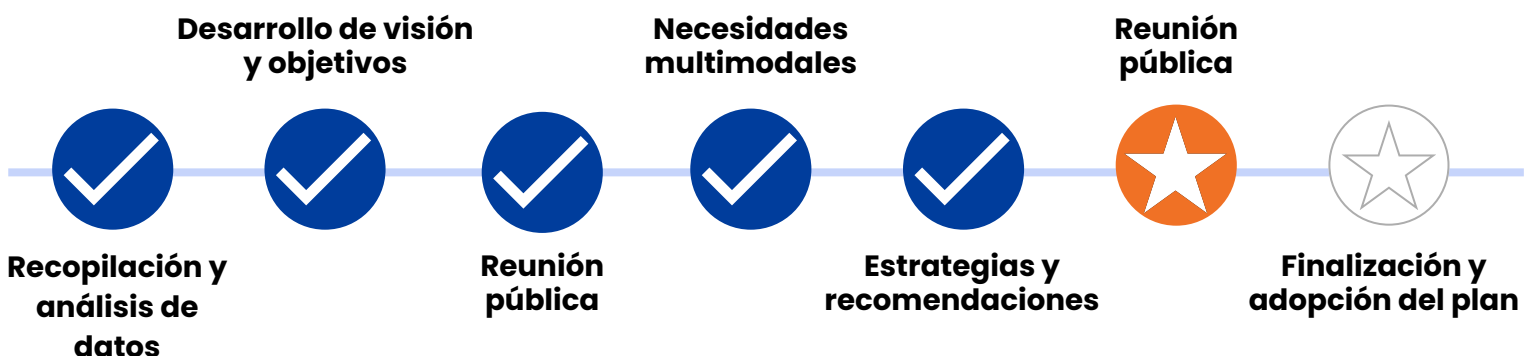 Desarrollo de visión
y objetivos
Necesidades
multimodales
Reunión
pública
Recopilación y
análisis de
datos
Reunión
pública
Estrategias y
recomendaciones
Finalización y
adopción del plan